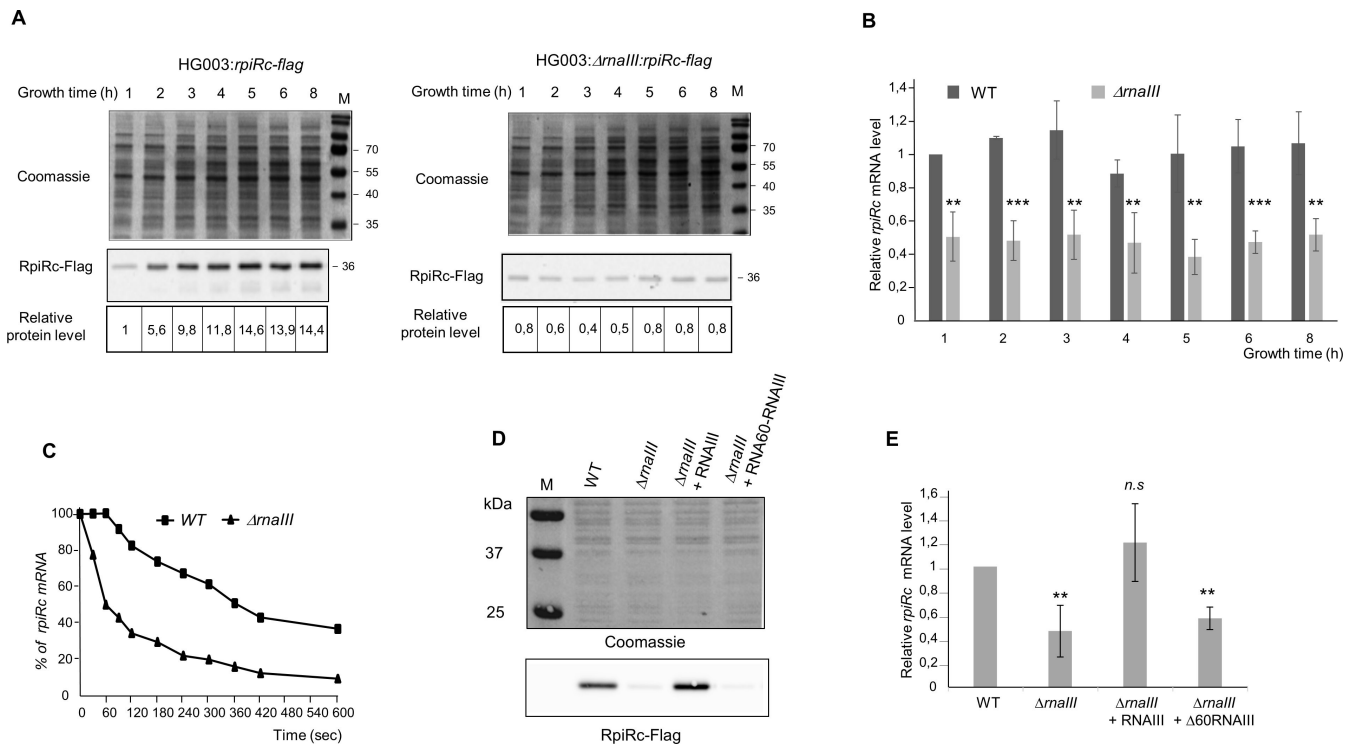 A
HG003:rpiRc-flag
Growth time (h) 1 2 3 4 5 6 8 M
Coomassie
70
55
40
35
RpiRc-Flag
36
Relative
protein level
1 5,6 9,8 11,8 14,6 13,9 14,4
HG003:ΔrnaIII:rpiRc-flag
Growth time (h) 1 2 3 4 5 6 8 M
Coomassie
70
55
40
35
RpiRc-Flag
36
Relative
protein level
0,8 0,6 0,4 0,5 0,8 0,8 0,8
B
Relative rpiRc mRNA level
1,4
1,2
1
0,8
0,6
0,4
0,2
0
WT ΔrnaIII
** *** ** ** ** *** **
1 2 3 4 5 6 8
Growth time (h)
C
% of rpiRc mRNA
100
80
60
40
20
0
WT ΔrnaIII
0 60 120 180 240 300 360 420 480 540 600
Time (sec)
D
M
WT
ΔrnaIII
ΔrnaIII
+ RNAIII
ΔrnaIII
+ RNA60-RNAIII
kDa
37
25
Coomassie
RpiRc-Flag
E
Relative rpiRc mRNA level
1,6
1,4
1,2
1
0,8
0,6
0,4
0,2
0
** n.s **
WT
ΔrnaIII
ΔrnaIII
+ RNAIII
ΔrnaIII
+ Δ60RNAIII